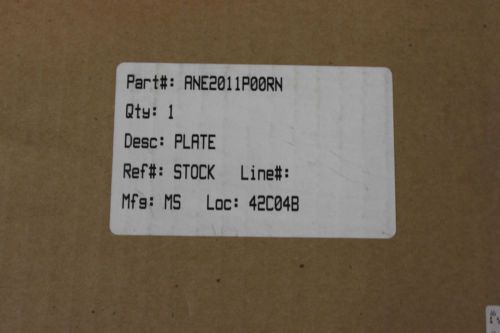 Part#: ANE2011P00RN
Qty: 1
Desc: PLATE
Ref#: STOCK Line#:
Mfg: MS Loc: 42C04B